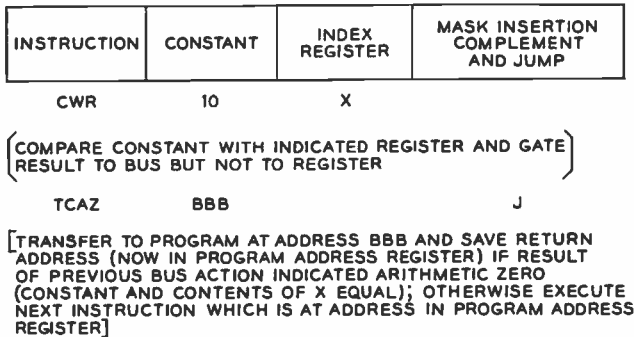 INSTRUCTION CONSTANT INDEX REGISTER MASK INSERTION COMPLEMENT AND JUMP
CWR 10 X
(COMPARE CONSTANT WITH INDICATED REGISTER AND GATE
RESULT TO BUS BUT NOT TO REGISTER)
TCAZ BBB J
[TRANSFER TO PROGRAM AT ADDRESS BBB AND SAVE RETURN
ADDRESS (NOW IN PROGRAM ADDRESS REGISTER) IF RESULT
OF PREVIOUS BUS ACTION INDICATED ARITHMETIC ZERO
(CONSTANT AND CONTENTS OF X EQUAL); OTHERWISE EXECUTE
NEXT INSTRUCTION WHICH IS AT ADDRESS IN PROGRAM ADDRESS
REGISTER]